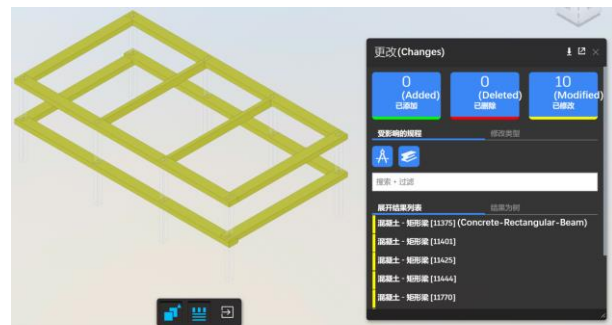 更改(Changes)
0
(Added)
已添加
0
(Deleted)
已删除
10
(Modified)
已修改
受影响的规程
修改类型
搜索 + 过滤
展开结果列表
结果为树
混凝土 - 矩形梁 [11375] (Concrete-Rectangular-Beam)
混凝土 - 矩形梁 [11401]
混凝土 - 矩形梁 [11425]
混凝土 - 矩形梁 [11444]
混凝土 - 矩形梁 [11770]